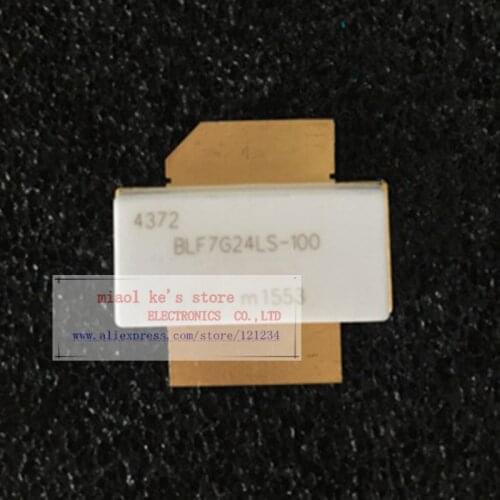 4372
BLF7G24LS-100
m1553
miaol ke's store
ELECTRONICS CO.,LTD
www.aliexpress.com/store/121234